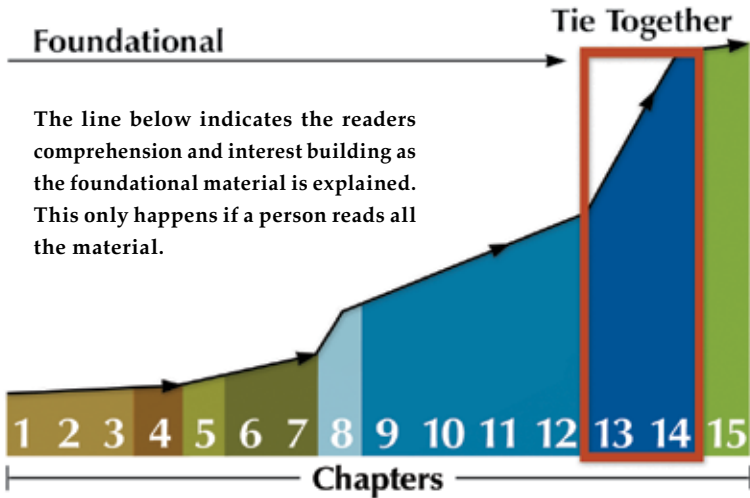 Tie Together
Foundational
The line below indicates the readers
comprehension and interest building as
the foundational material is explained.
This only happens if a person reads all
the material.
1 2 3 4 5 6 7 8 9 10 11 12 13 14 15
Chapters